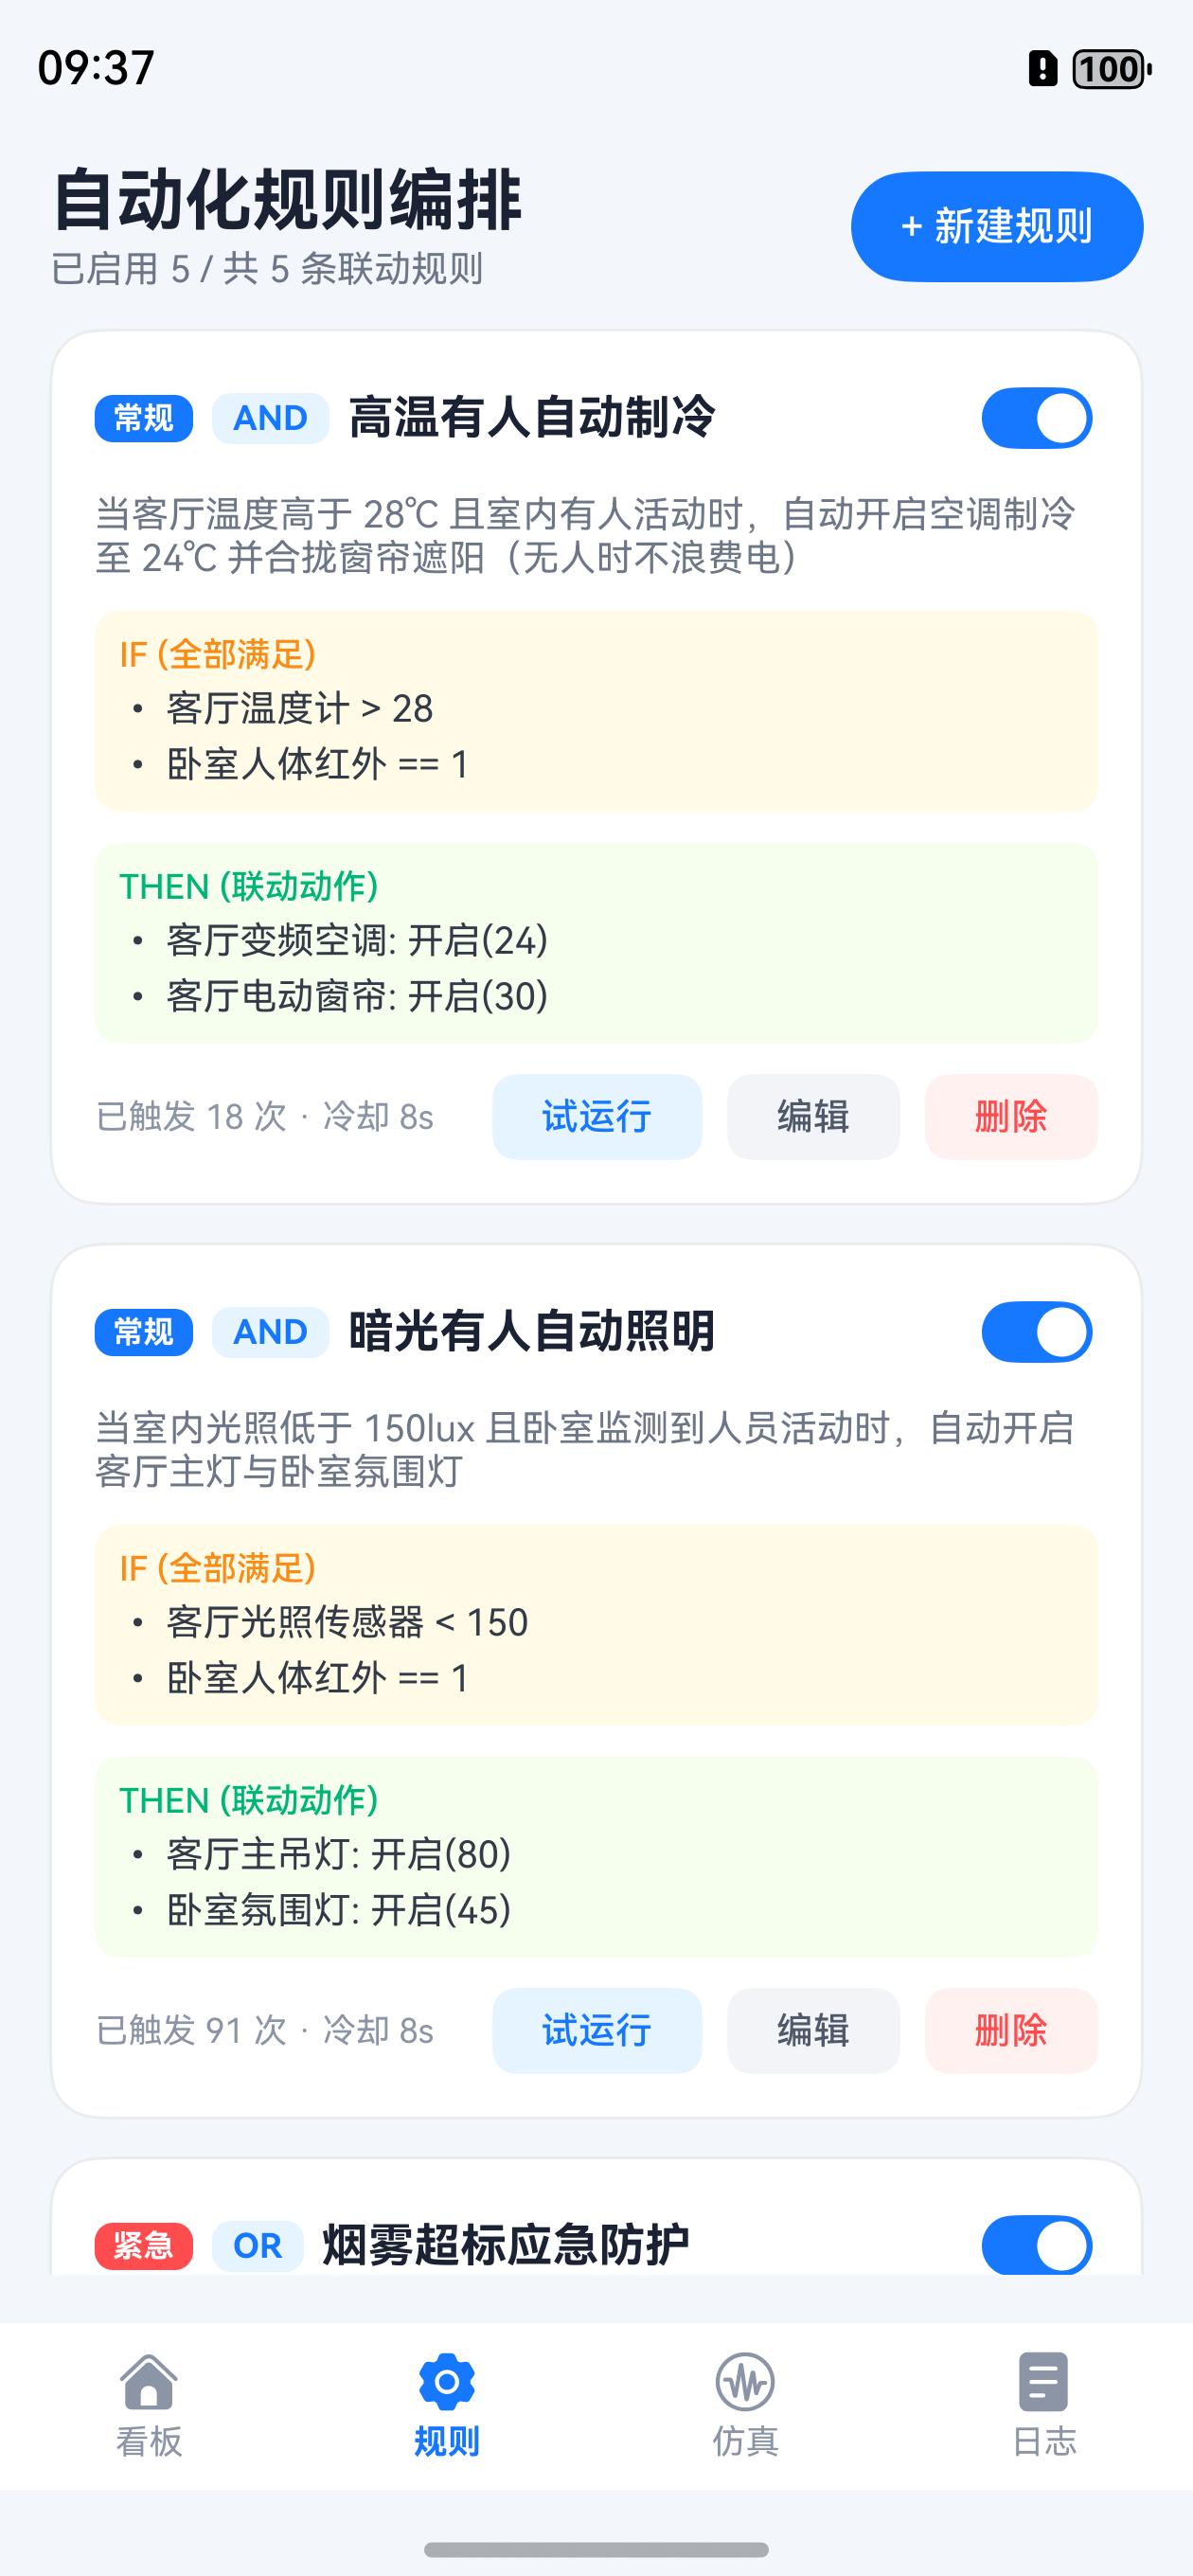 09:37
100
自动化规则编排
已启用 5 / 共 5 条联动规则
+ 新建规则
常规 AND 高温有人自动制冷
当客厅温度高于 28℃ 且室内有人活动时，自动开启空调制冷
至 24℃ 并合拢窗帘遮阳（无人时不浪费电）
IF (全部满足)
• 客厅温度计 > 28
• 卧室人体红外 == 1
THEN (联动动作)
• 客厅变频空调: 开启(24)
• 客厅电动窗帘: 开启(30)
已触发 18 次 · 冷却 8s 试运行 编辑 删除
常规 AND 暗光有人自动照明
当室内光照低于 150lux 且卧室监测到人员活动时，自动开启
客厅主灯与卧室氛围灯
IF (全部满足)
• 客厅光照传感器 < 150
• 卧室人体红外 == 1
THEN (联动动作)
• 客厅主吊灯: 开启(80)
• 卧室氛围灯: 开启(45)
已触发 91 次 · 冷却 8s 试运行 编辑 删除
紧急 OR 烟雾超标应急防护
看板 规则 仿真 日志